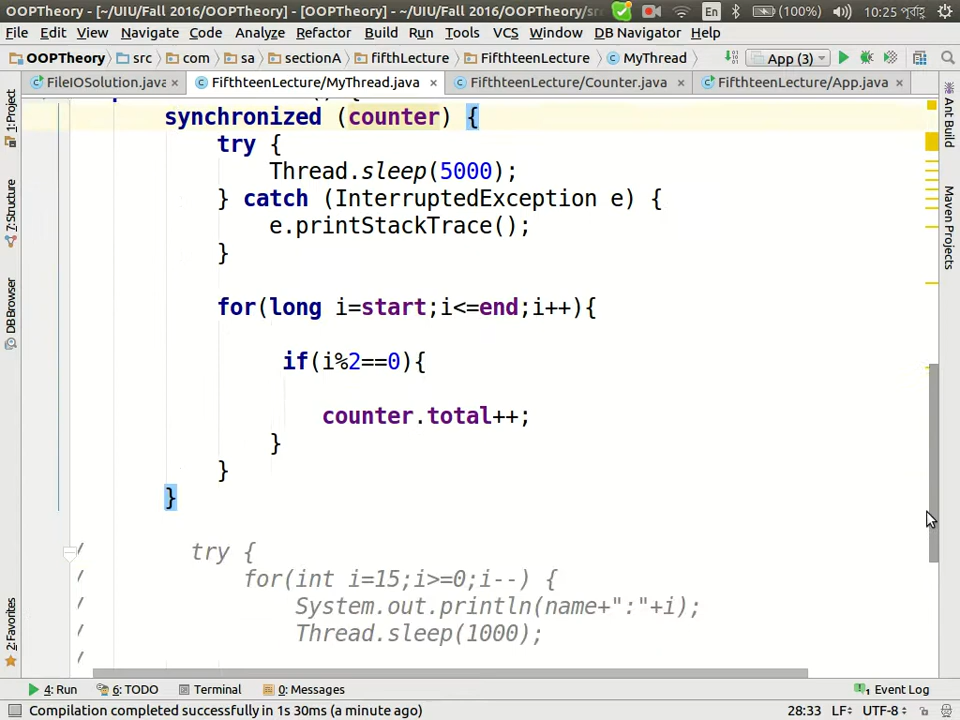 OOPTheory - [~/UIU/Fall 2016/OOPTheory] - [OOPTheory] - ~/UIU/Fall 2016/OOPTheory/sr
En (100%) 10:25 পূর্বাহ্ণ
File Edit View Navigate Code Analyze Refactor Build Run Tools VCS Window DB Navigator Help
OOPTheory src com sa sectionA fifthLecture FifthteenLecture MyThread App (3)
FileIOSolution.java × FifthteenLecture/MyThread.java × FifthteenLecture/Counter.java × FifthteenLecture/App.java ×
1: Project
7: Structure
DB Browser
2: Favorites
Ant Build
Maven Projects
synchronized (counter) {
try {
Thread.sleep(5000);
} catch (InterruptedException e) {
e.printStackTrace();
}
for(long i=start;i<=end;i++){
if(i%2==0){
counter.total++;
}
}
}
/ try {
/ for(int i=15;i>=0;i--) {
/ System.out.println(name+":"+i);
/ Thread.sleep(1000);
/
4: Run 6: TODO Terminal 0: Messages 1 Event Log
Compilation completed successfully in 1s 30ms (a minute ago) 28:33 LF UTF-8